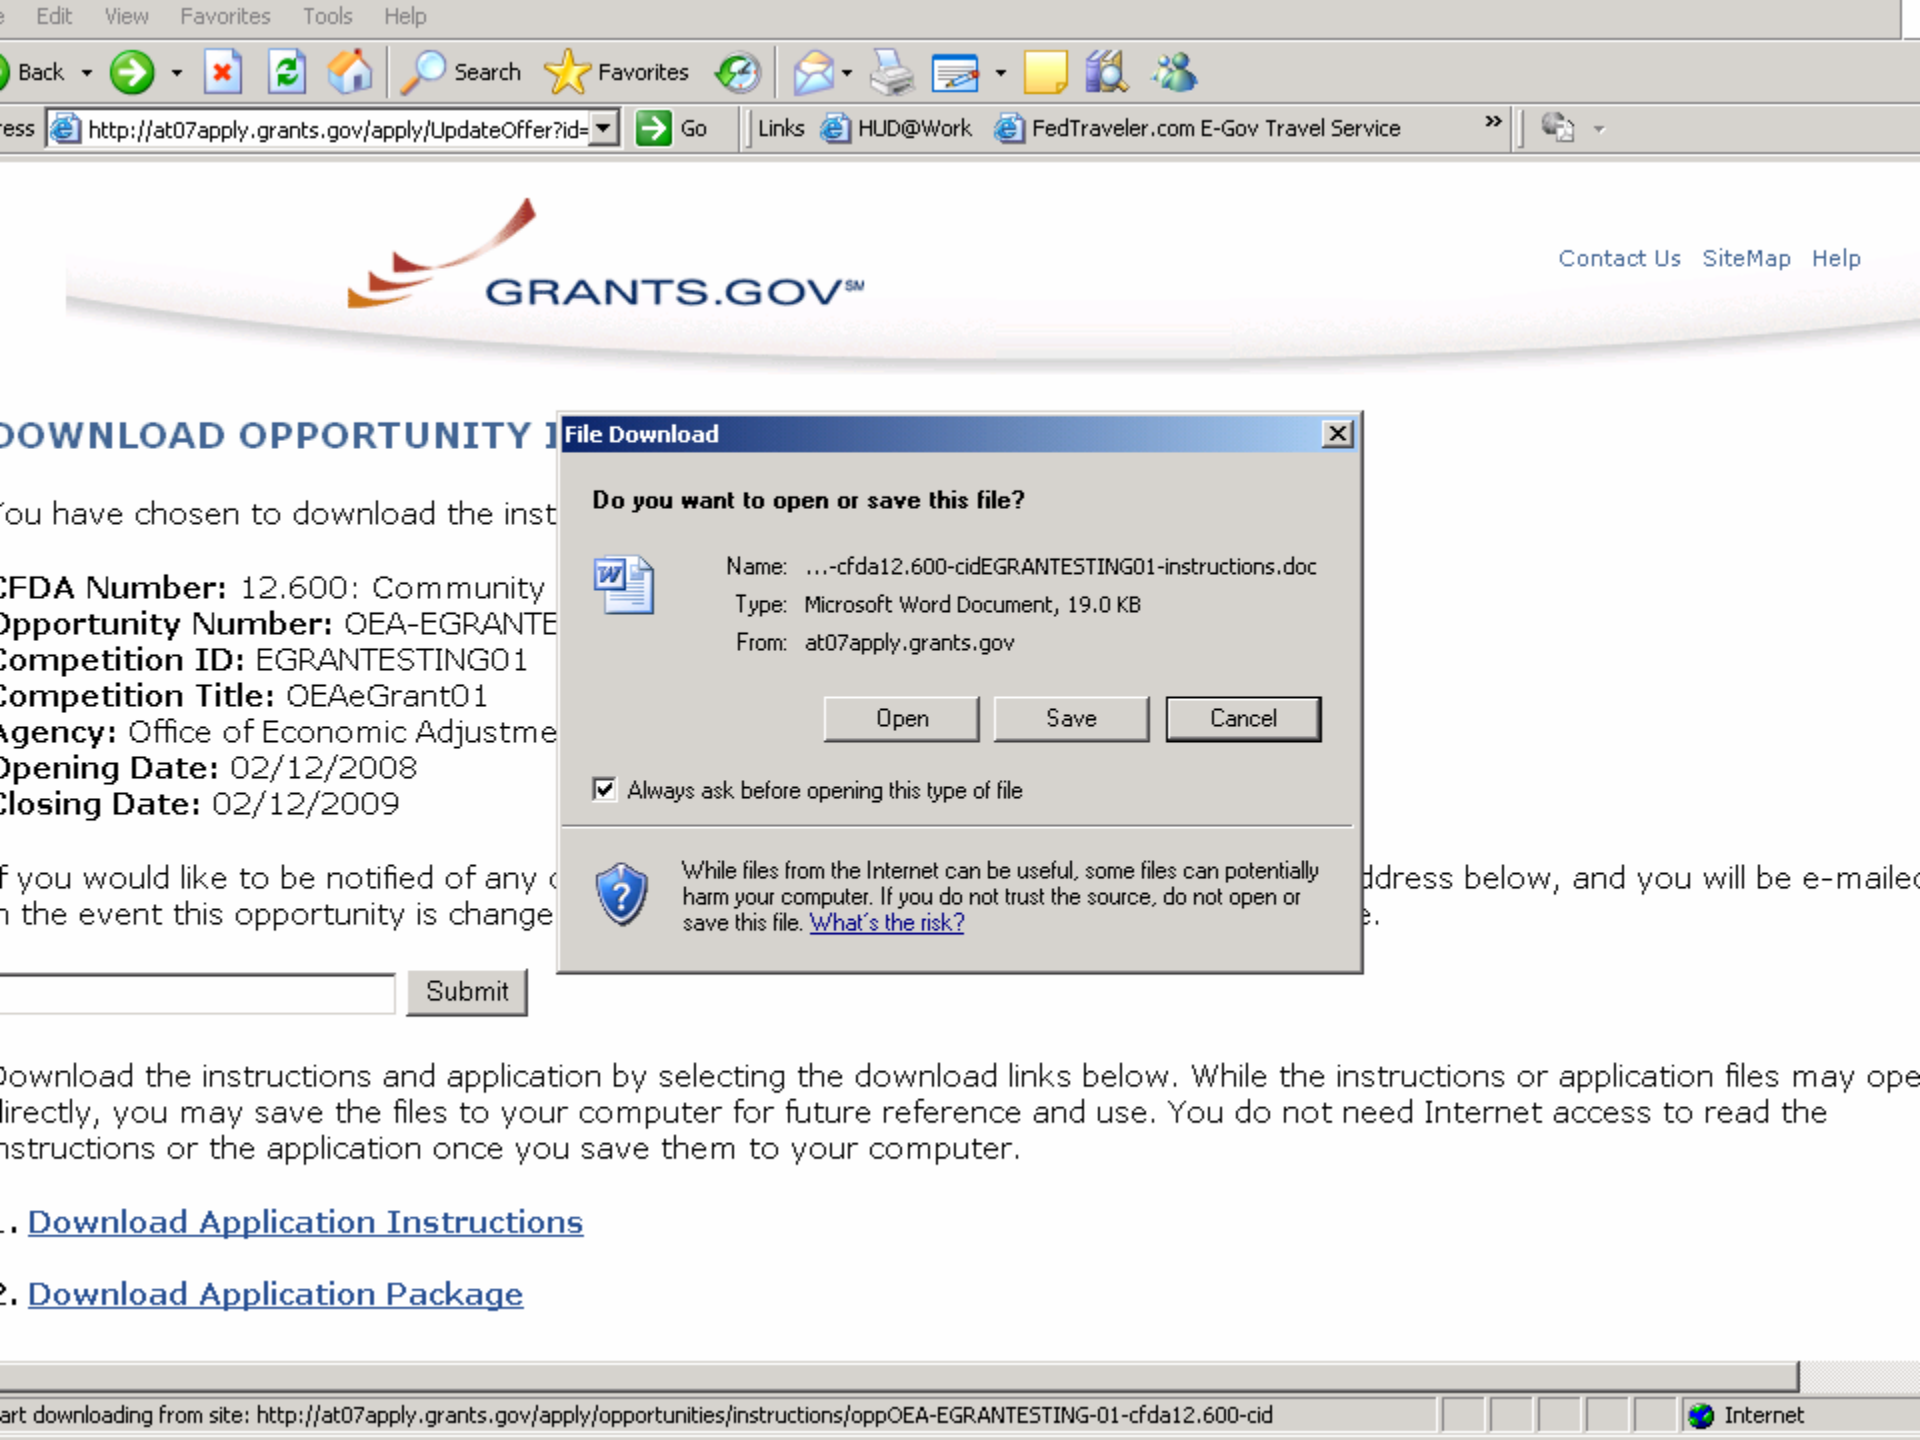 Edit View Favorites Tools Help
Back Search Favorites
http://at07apply.grants.gov/apply/UpdateOffer?id= Go Links HUD@Work FedTraveler.com E-Gov Travel Service »
GRANTS.GOV℠
Contact Us SiteMap Help
DOWNLOAD OPPORTUNITY I
You have chosen to download the inst
CFDA Number: 12.600: Community
Opportunity Number: OEA-EGRANTE
Competition ID: EGRANTESTING01
Competition Title: OEAeGrant01
Agency: Office of Economic Adjustme
Opening Date: 02/12/2008
Closing Date: 02/12/2009
If you would like to be notified of any
ddress below, and you will be e-mailed
n the event this opportunity is change
e.
Submit
File Download
Do you want to open or save this file?
Name: ...-cfda12.600-cidEGRANTESTING01-instructions.doc
Type: Microsoft Word Document, 19.0 KB
From: at07apply.grants.gov
Open Save Cancel
Always ask before opening this type of file
While files from the Internet can be useful, some files can potentially
harm your computer. If you do not trust the source, do not open or
save this file. What's the risk?
Download the instructions and application by selecting the download links below. While the instructions or application files may ope
directly, you may save the files to your computer for future reference and use. You do not need Internet access to read the
instructions or the application once you save them to your computer.
1. Download Application Instructions
2. Download Application Package
art downloading from site: http://at07apply.grants.gov/apply/opportunities/instructions/oppOEA-EGRANTESTING-01-cfda12.600-cid
Internet